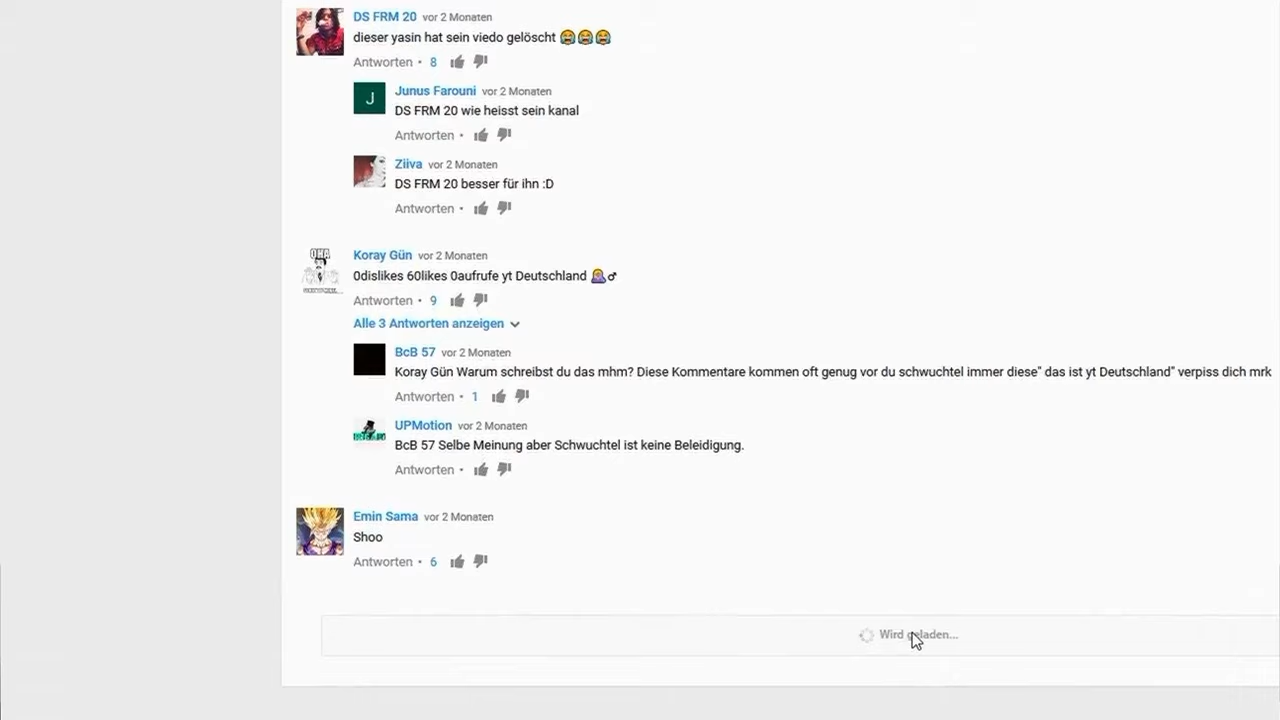 DS FRM 20 vor 2 Monaten
dieser yasin hat sein viedo gelöscht 😂😂😂
Antworten • 8
J
Junus Farouni vor 2 Monaten
DS FRM 20 wie heisst sein kanal
Antworten •
Ziiva vor 2 Monaten
DS FRM 20 besser für ihn :D
Antworten •
OHA
Koray Gün vor 2 Monaten
0dislikes 60likes 0aufrufe yt Deutschland 🤦♂
Antworten • 9
Alle 3 Antworten anzeigen
BcB 57 vor 2 Monaten
Koray Gün Warum schreibst du das mhm? Diese Kommentare kommen oft genug vor du schwuchtel immer diese" das ist yt Deutschland" verpiss dich mrk
Antworten • 1
UPMotion vor 2 Monaten
BcB 57 Selbe Meinung aber Schwuchtel ist keine Beleidigung.
Antworten •
Emin Sama vor 2 Monaten
Shoo
Antworten • 6
Wird geladen...